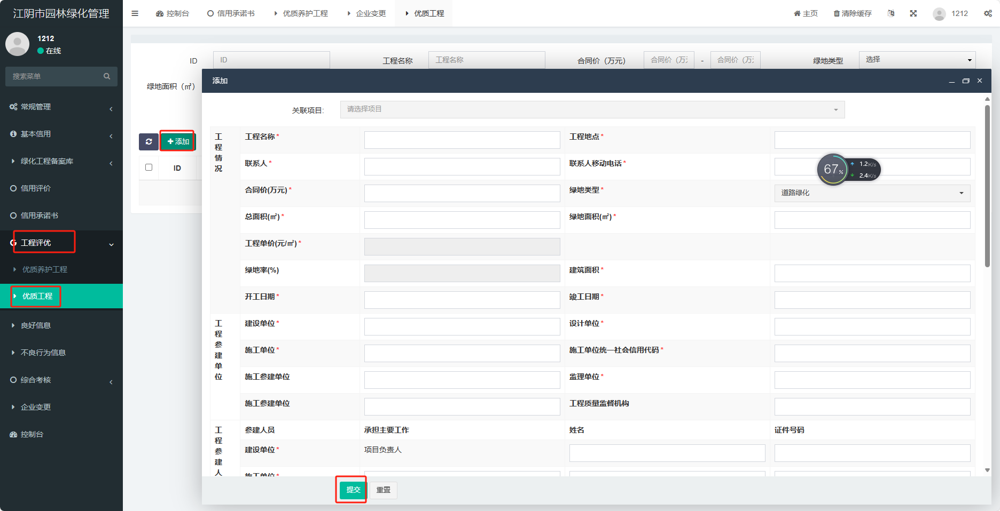 江阴市园林绿化管理
控制台
信用承诺书
优质养护工程
企业变更
优质工程
主页
清除缓存
1212
1212
在线
搜索菜单
常规管理
基本信用
绿化工程备案库
信用评价
信用承诺书
工程评优
优质养护工程
优质工程
良好信息
不良行为信息
综合考核
企业变更
控制台
ID
ID
工程名称
工程名称
合同价（万元）
合同价（万
-
合同价（万
绿地类型
选择
绿地面积（㎡）
添加
ID
添加
关联项目:
请选择项目
工程情况
工程名称*
工程地点*
联系人*
联系人移动电话*
67%
1.2K/s
2.4K/s
合同价(万元)*
绿地类型*
道路绿化
总面积(㎡)*
绿地面积(㎡)*
工程单价(元/㎡)*
绿地率(%)
建筑面积*
开工日期*
竣工日期*
工程参建单位
建设单位*
设计单位*
施工单位*
施工单位统一社会信用代码*
施工参建单位
监理单位*
施工参建单位
工程质量监督机构
工程参建人
参建人员
承担主要工作
姓名
证件号码
建设单位*
项目负责人
施工单位*
提交
重置